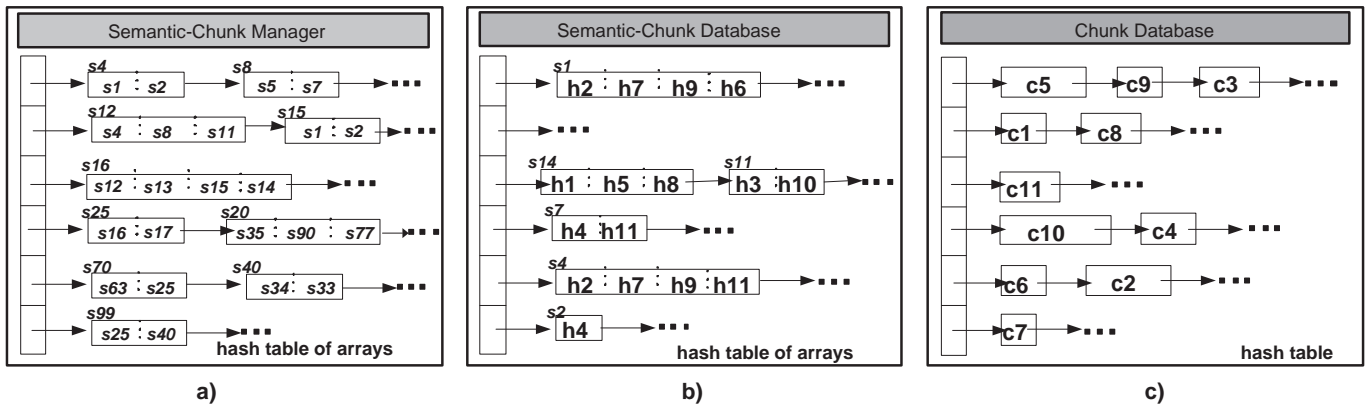 Semantic-Chunk Manager
s4 s8
s1 s2 s5 s7
s12 s15
s4 s8 s11 s1 s2
s16
s12 s13 s15 s14
s25 s20
s16 s17 s35 s90 s77
s70 s40
s63 s25 s34 s33
s99
s25 s40
hash table of arrays
a)
Semantic-Chunk Database
s1
h2 h7 h9 h6
s14 s11
h1 h5 h8 h3 h10
s7
h4 h11
s4
h2 h7 h9 h11
s2
h4
hash table of arrays
b)
Chunk Database
c5 c9 c3
c1 c8
c11
c10 c4
c6 c2
c7
hash table
c)